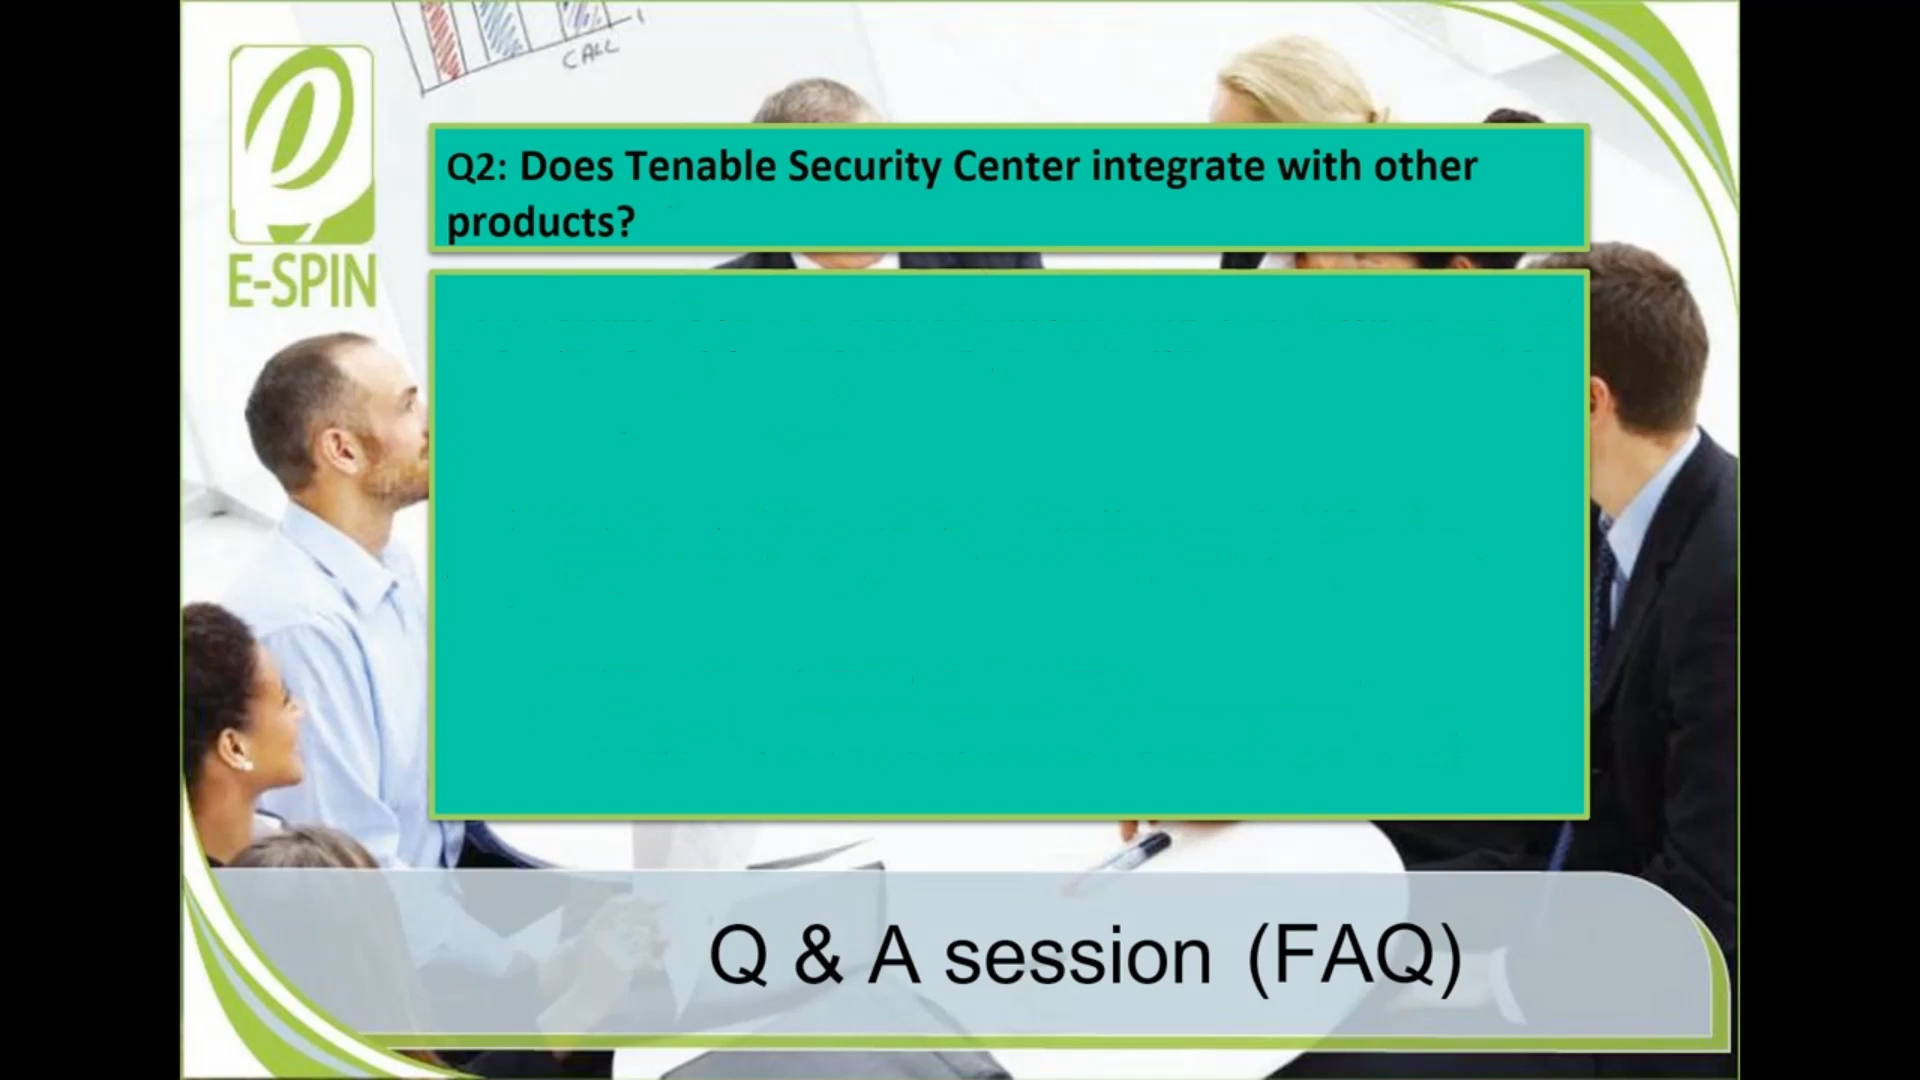 CALL
Q2: Does Tenable Security Center integrate with other
products?
E-SPIN
Q & A session (FAQ)